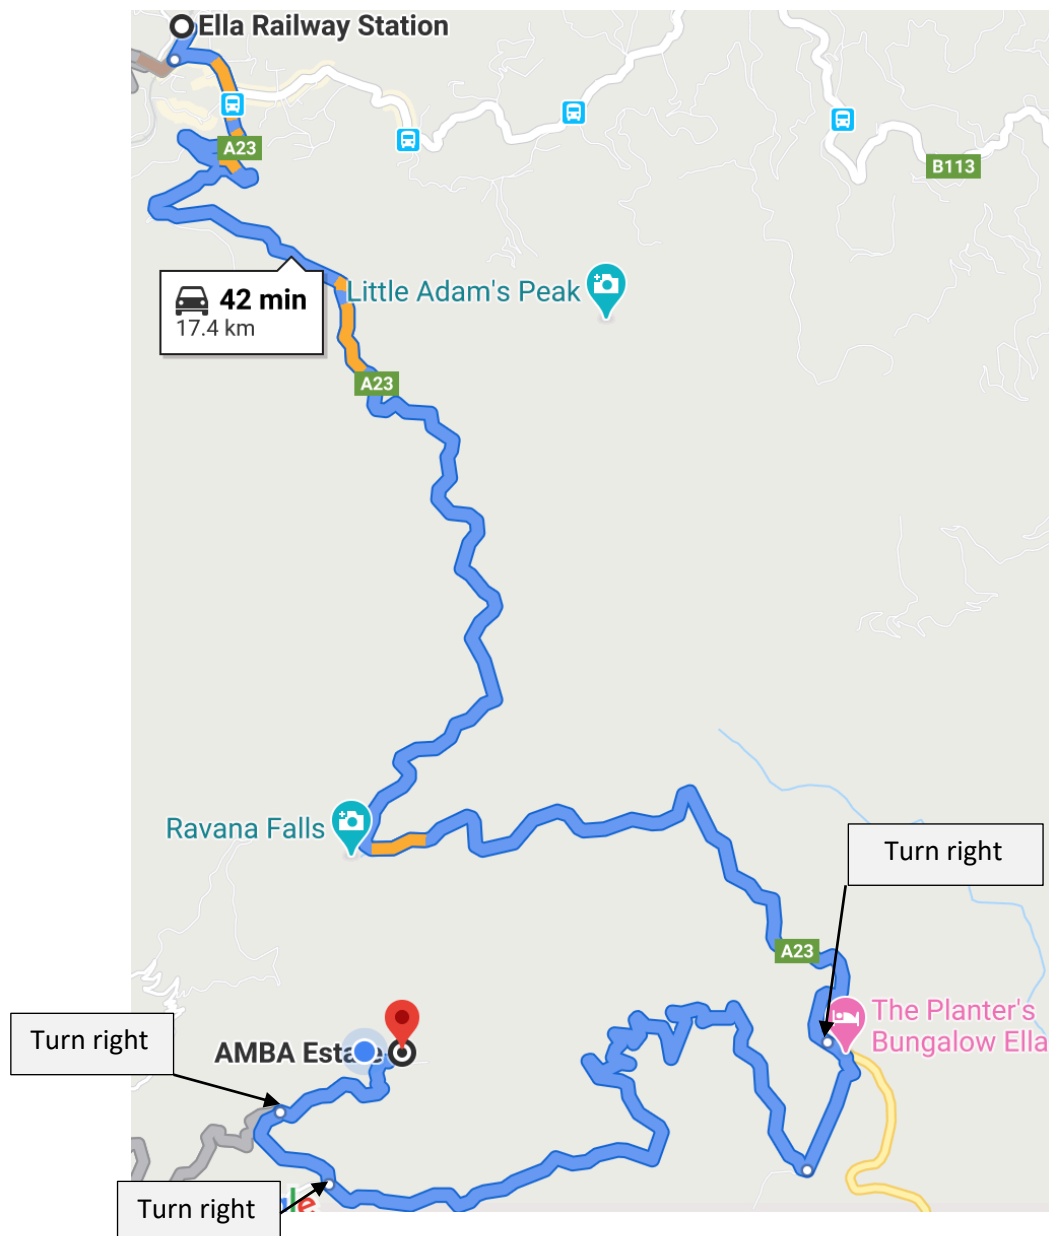 Ella Railway Station
A23
B113
Little Adam's Peak
42 min
17.4 km
A23
Ravana Falls
Turn right
A23
The Planter's
Bungalow Ella
Turn right
AMBA Estate
Turn right